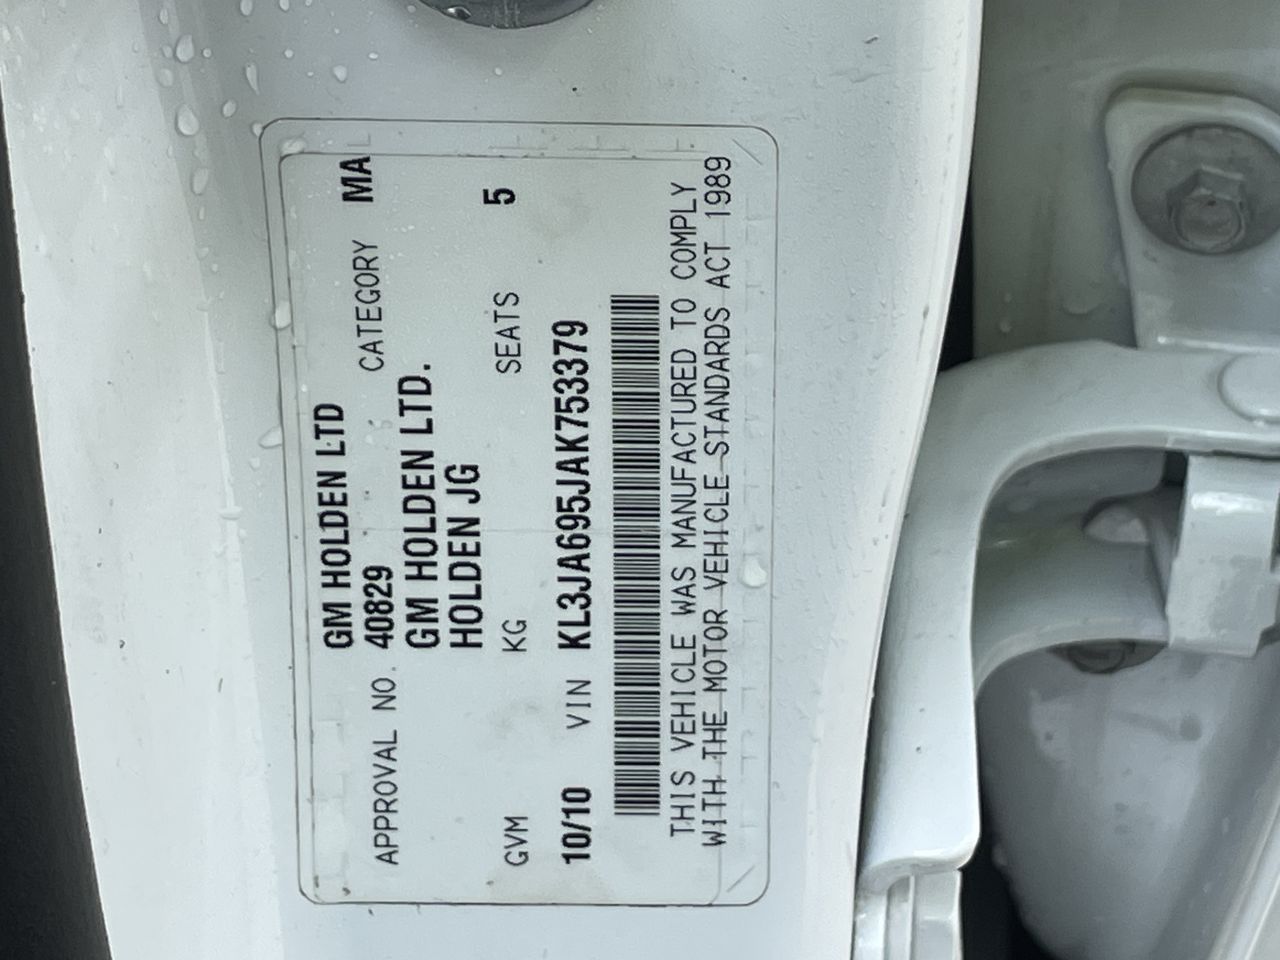 GM HOLDEN LTD
APPROVAL NO. 40829 CATEGORY MA
GM HOLDEN LTD.
HOLDEN JG
GVM KG SEATS 5
10/10 VIN KL3JA695JAK753379
THIS VEHICLE WAS MANUFACTURED TO COMPLY
WITH THE MOTOR VEHICLE STANDARDS ACT 1989